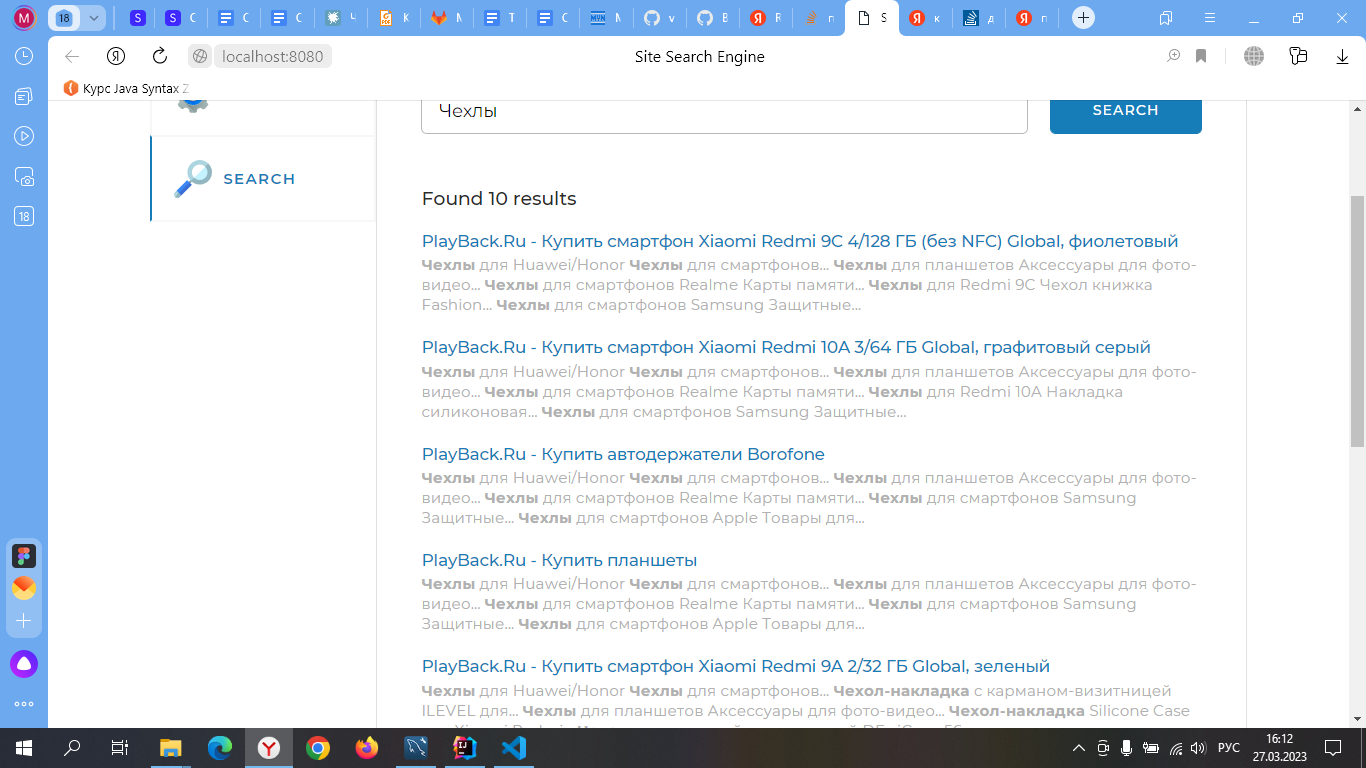 M
18
S
S
С
С
С
Ч
К
М
Т
С
MVN
M
v
B
R
п
S
к
д
п
localhost:8080
Site Search Engine
Курс Java Syntax Z
Чехлы
SEARCH
SEARCH
18
Found 10 results
PlayBack.Ru - Купить смартфон Xiaomi Redmi 9C 4/128 ГБ (без NFC) Global, фиолетовый
Чехлы для Huawei/Honor Чехлы для смартфонов... Чехлы для планшетов Аксессуары для фото-
видео... Чехлы для смартфонов Realme Карты памяти... Чехлы для Redmi 9C Чехол книжка
Fashion... Чехлы для смартфонов Samsung Защитные...
PlayBack.Ru - Купить смартфон Xiaomi Redmi 10A 3/64 ГБ Global, графитовый серый
Чехлы для Huawei/Honor Чехлы для смартфонов... Чехлы для планшетов Аксессуары для фото-
видео... Чехлы для смартфонов Realme Карты памяти... Чехлы для Redmi 10A Накладка
силиконовая... Чехлы для смартфонов Samsung Защитные...
PlayBack.Ru - Купить автодержатели Borofone
Чехлы для Huawei/Honor Чехлы для смартфонов... Чехлы для планшетов Аксессуары для фото-
видео... Чехлы для смартфонов Realme Карты памяти... Чехлы для смартфонов Samsung
Защитные... Чехлы для смартфонов Apple Товары для...
PlayBack.Ru - Купить планшеты
Чехлы для Huawei/Honor Чехлы для смартфонов... Чехлы для планшетов Аксессуары для фото-
видео... Чехлы для смартфонов Realme Карты памяти... Чехлы для смартфонов Samsung
Защитные... Чехлы для смартфонов Apple Товары для...
PlayBack.Ru - Купить смартфон Xiaomi Redmi 9A 2/32 ГБ Global, зеленый
Чехлы для Huawei/Honor Чехлы для смартфонов... Чехол-накладка с карманом-визитницей
ILEVEL для... Чехлы для планшетов Аксессуары для фото-видео... Чехол-накладка Silicone Case
РУС
16:12
27.03.2023